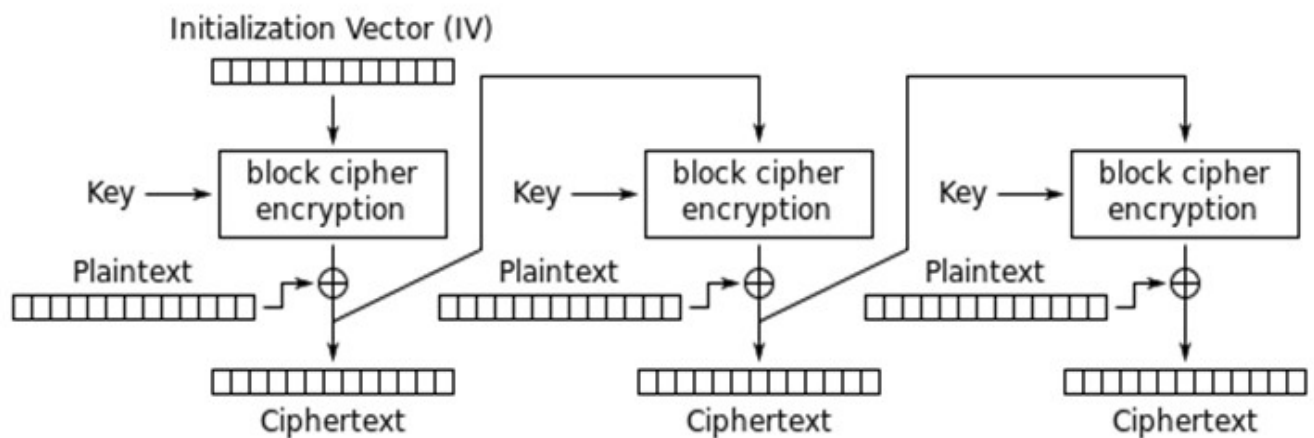 Initialization Vector (IV)
block cipher
encryption
Key
Plaintext
Ciphertext
block cipher
encryption
Key
Plaintext
Ciphertext
block cipher
encryption
Key
Plaintext
Ciphertext